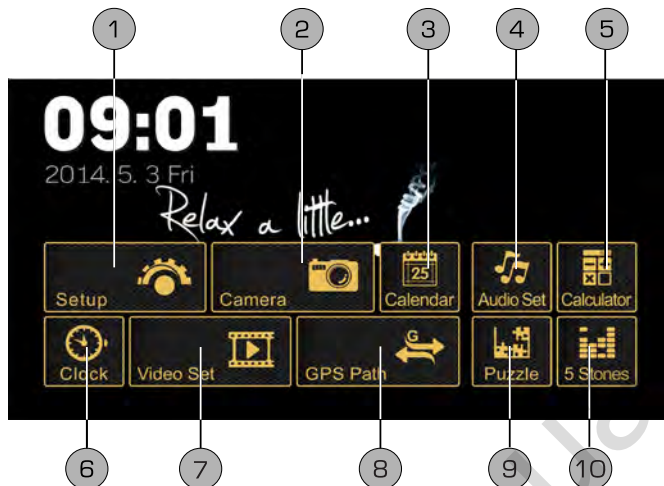 1 2 3 4 5
09:01
2014. 5. 3 Fri
Relax a little...
25
Setup Camera Calendar Audio Set Calculator
G
Clock Video Set GPS Path Puzzle 5 Stones
6 7 8 9 10